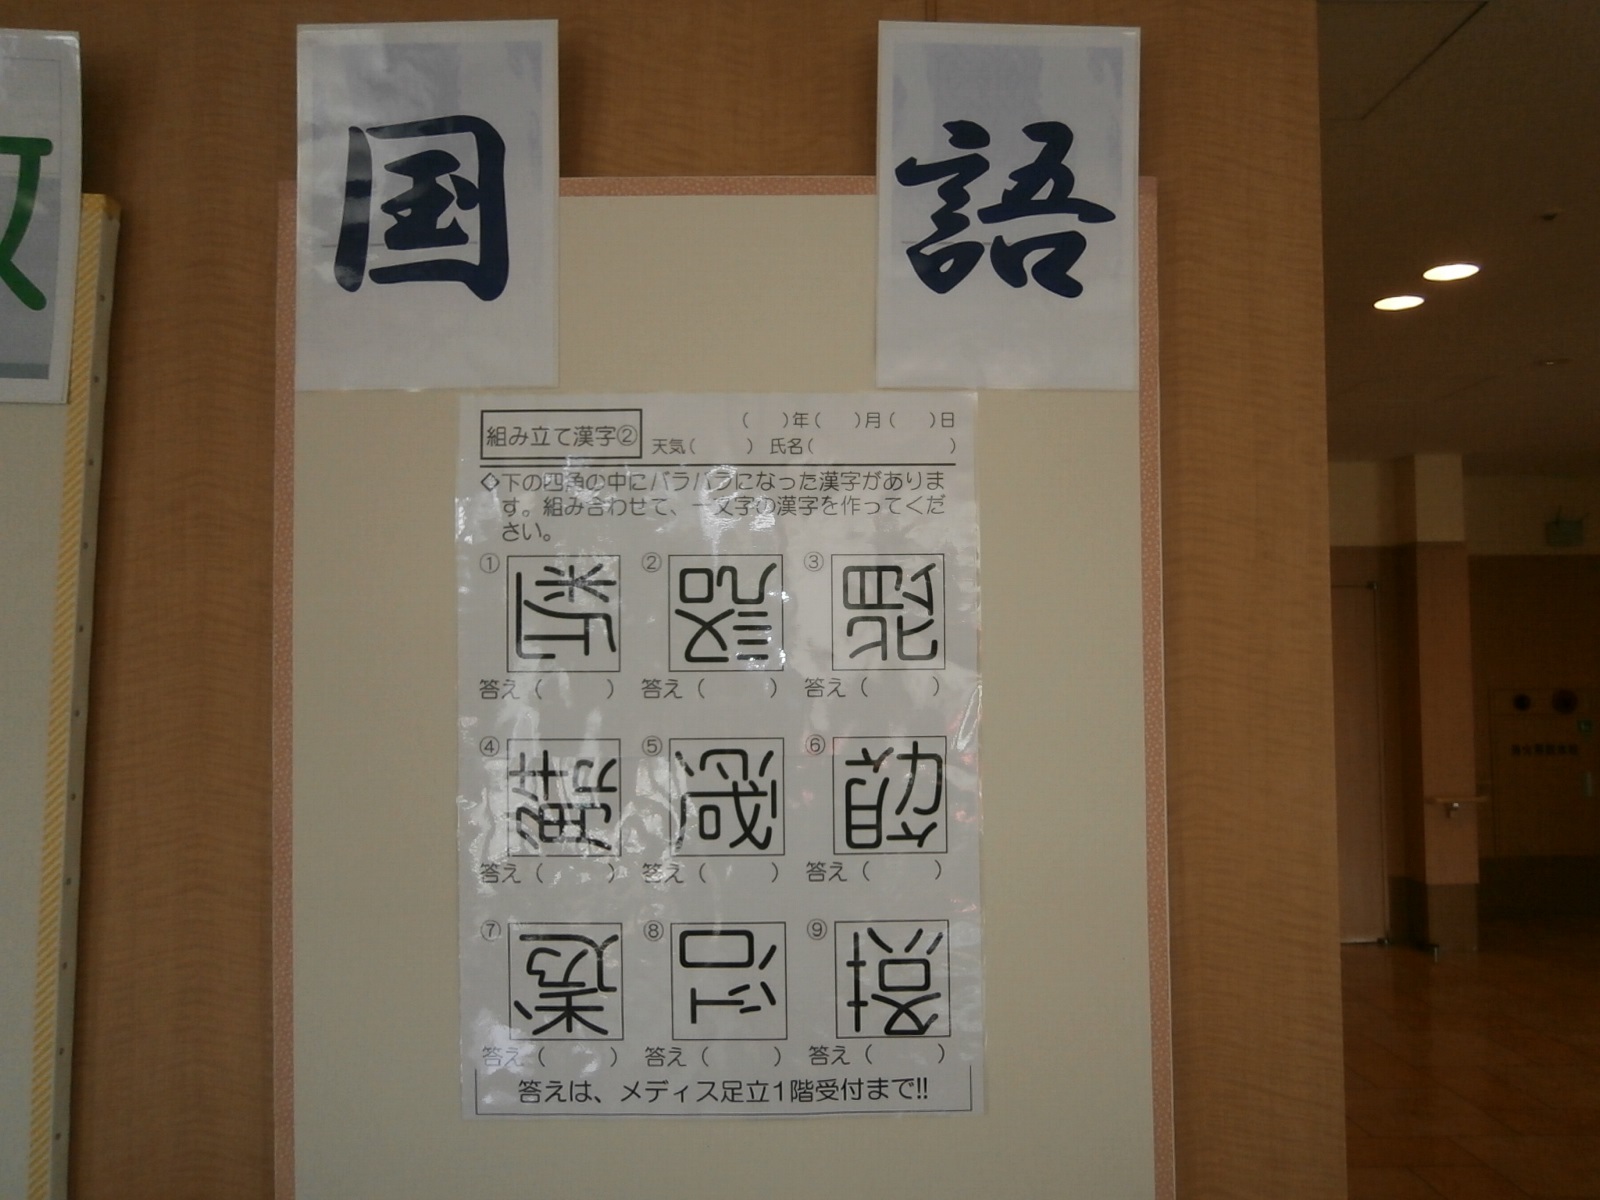 国語
組み立て漢字②
(　)年(　)月(　)日
天気(　) 氏名(　)
◇下の四角の中にバラバラになった漢字がありま
す。組み合わせて、一文字の漢字を作ってくだ
さい。
① ② ③
答え（　） 答え（　） 答え（　）
④ ⑤ ⑥
答え（　） 答え（　） 答え（　）
⑦ ⑧ ⑨
答え（　） 答え（　） 答え（　）
答えは、メディス足立1階受付まで!!